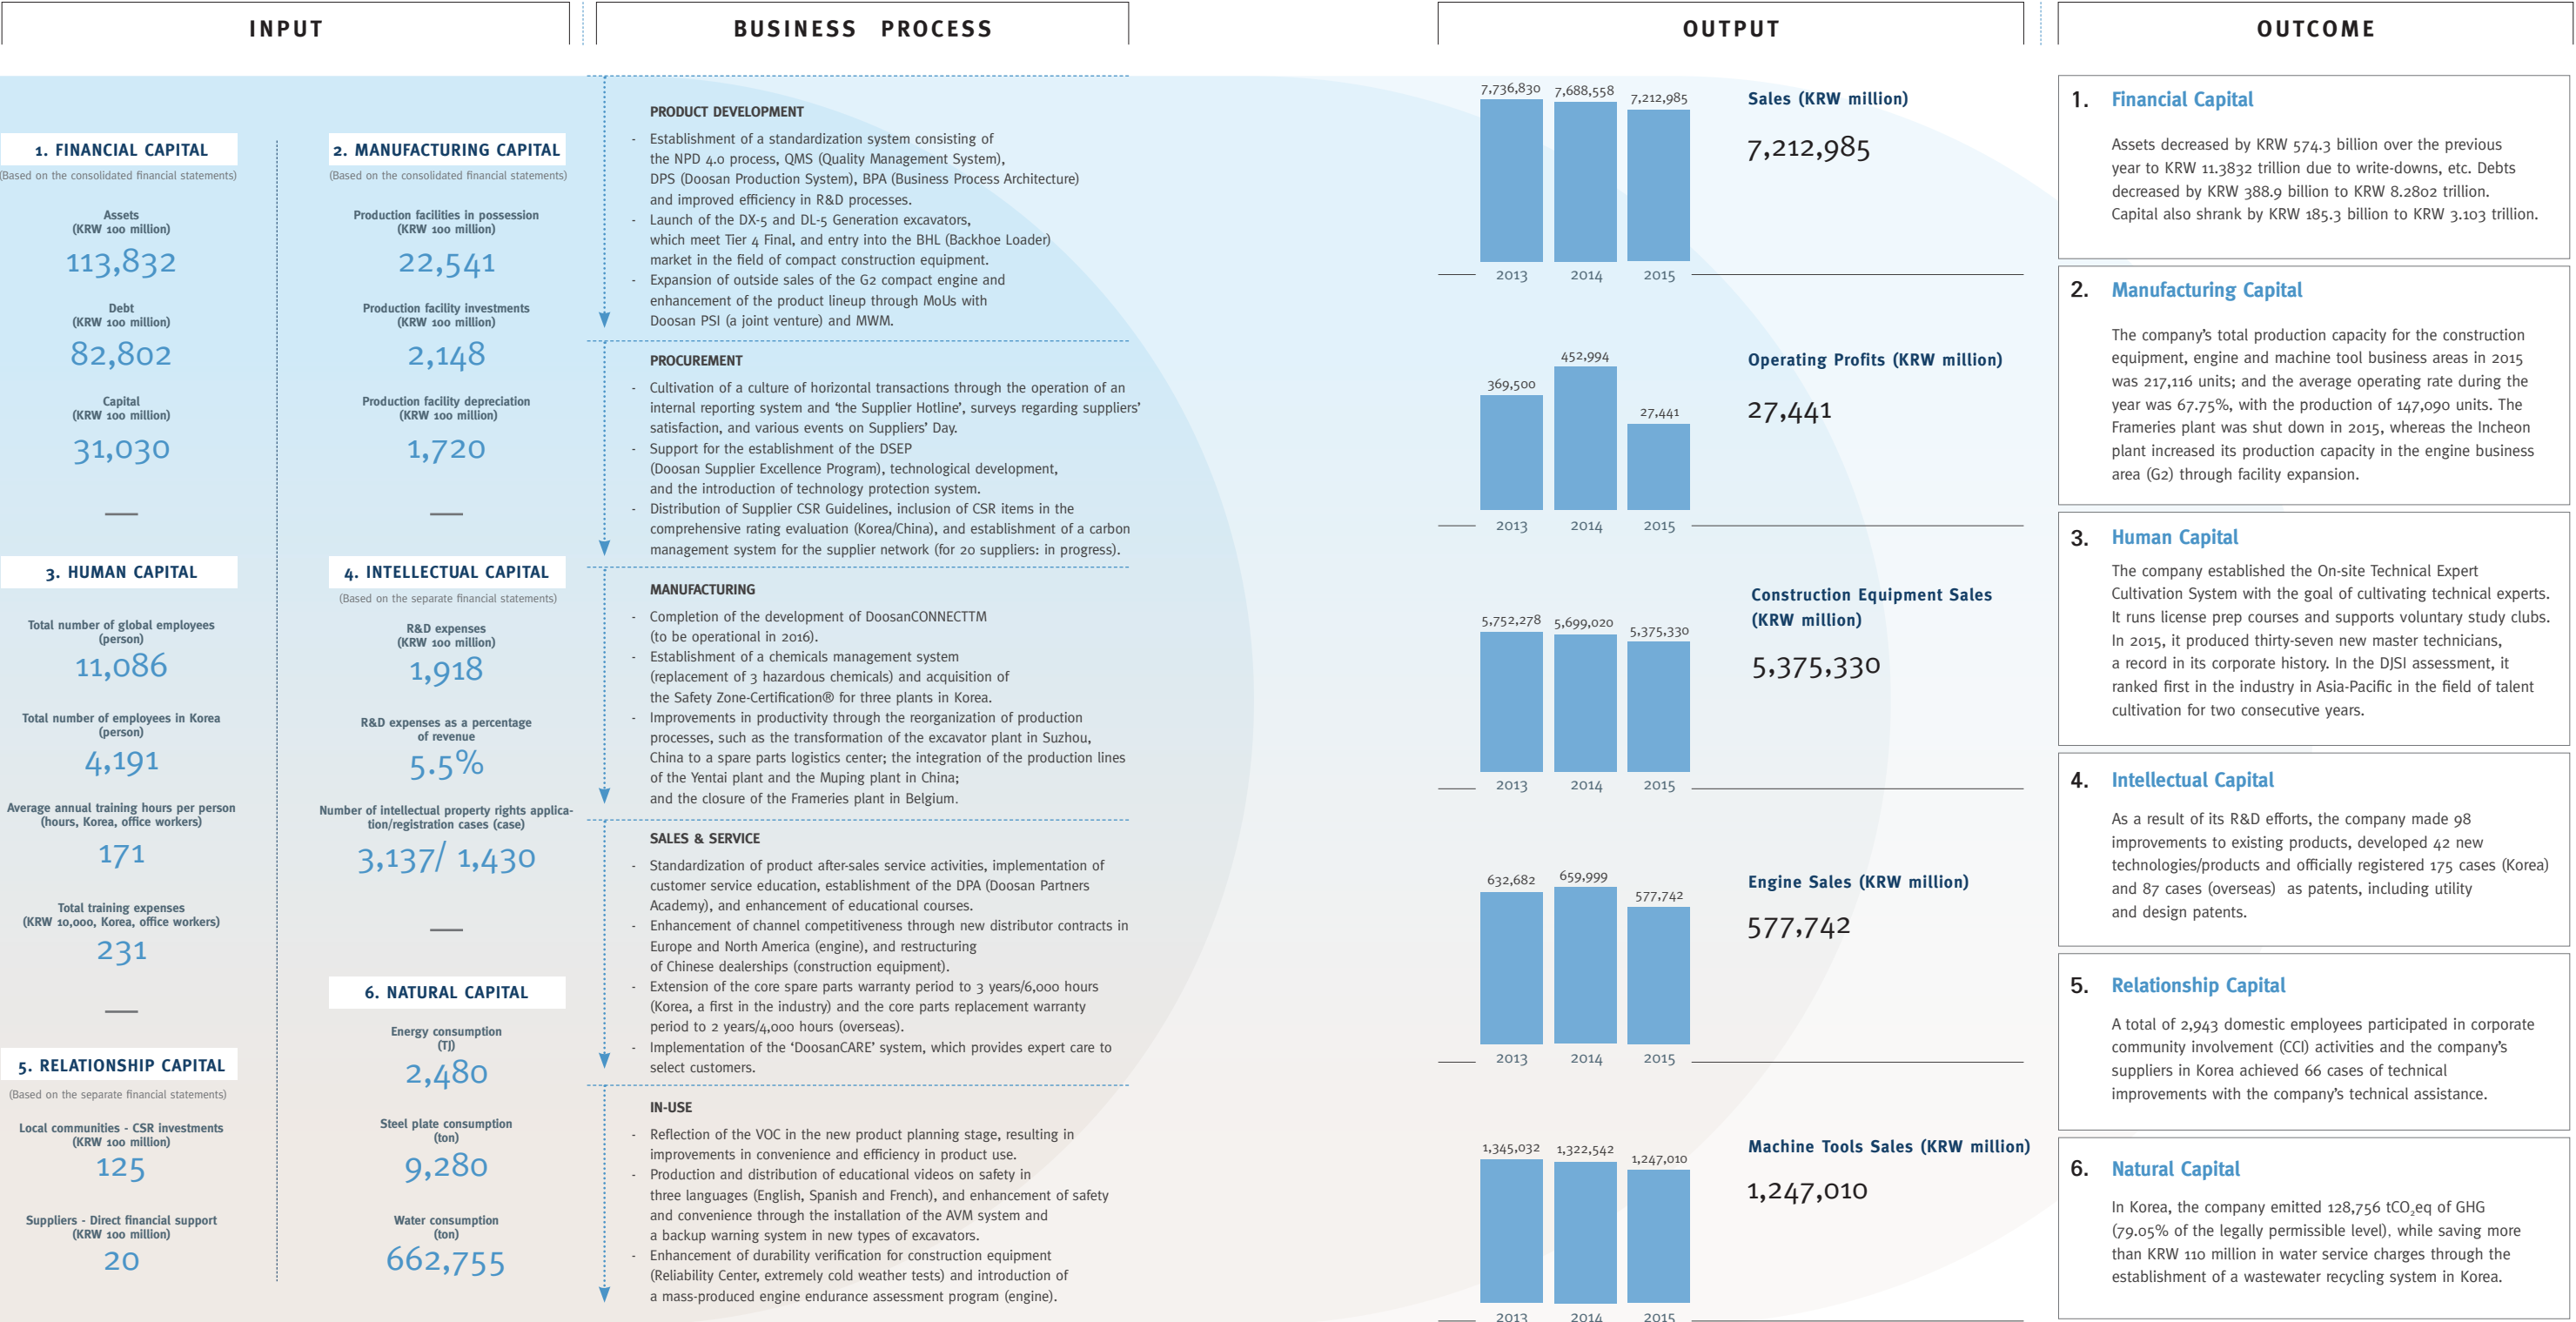 INPUT
1. FINANCIAL CAPITAL
(Based on the consolidated financial statements)
Assets
(KRW 100 million)
113,832
Debt
(KRW 100 million)
82,802
Capital
(KRW 100 million)
31,030
2. MANUFACTURING CAPITAL
(Based on the consolidated financial statements)
Production facilities in possession
(KRW 100 million)
22,541
Production facility investments
(KRW 100 million)
2,148
Production facility depreciation
(KRW 100 million)
1,720
3. HUMAN CAPITAL
Total number of global employees
(person)
11,086
Total number of employees in Korea
(person)
4,191
Average annual training hours per person
(hours, Korea, office workers)
171
Total training expenses
(KRW 10,000, Korea, office workers)
231
4. INTELLECTUAL CAPITAL
(Based on the separate financial statements)
R&D expenses
(KRW 100 million)
1,918
R&D expenses as a percentage
of revenue
5.5%
Number of intellectual property rights applica-
tion/registration cases (case)
3,137/ 1,430
5. RELATIONSHIP CAPITAL
(Based on the separate financial statements)
Local communities - CSR investments
(KRW 100 million)
125
Suppliers - Direct financial support
(KRW 100 million)
20
6. NATURAL CAPITAL
Energy consumption
(TJ)
2,480
Steel plate consumption
(ton)
9,280
Water consumption
(ton)
662,755
BUSINESS PROCESS
PRODUCT DEVELOPMENT
- Establishment of a standardization system consisting of
the NPD 4.0 process, QMS (Quality Management System),
DPS (Doosan Production System), BPA (Business Process Architecture)
and improved efficiency in R&D processes.
- Launch of the DX-5 and DL-5 Generation excavators,
which meet Tier 4 Final, and entry into the BHL (Backhoe Loader)
market in the field of compact construction equipment.
- Expansion of outside sales of the G2 compact engine and
enhancement of the product lineup through MoUs with
Doosan PSI (a joint venture) and MWM.
PROCUREMENT
- Cultivation of a culture of horizontal transactions through the operation of an
internal reporting system and ‘the Supplier Hotline’, surveys regarding suppliers’
satisfaction, and various events on Suppliers’ Day.
- Support for the establishment of the DSEP
(Doosan Supplier Excellence Program), technological development,
and the introduction of technology protection system.
- Distribution of Supplier CSR Guidelines, inclusion of CSR items in the
comprehensive rating evaluation (Korea/China), and establishment of a carbon
management system for the supplier network (for 20 suppliers: in progress).
MANUFACTURING
- Completion of the development of DoosanCONNECTTM
(to be operational in 2016).
- Establishment of a chemicals management system
(replacement of 3 hazardous chemicals) and acquisition of
the Safety Zone-Certification® for three plants in Korea.
- Improvements in productivity through the reorganization of production
processes, such as the transformation of the excavator plant in Suzhou,
China to a spare parts logistics center; the integration of the production lines
of the Yentai plant and the Muping plant in China;
and the closure of the Frameries plant in Belgium.
SALES & SERVICE
- Standardization of product after-sales service activities, implementation of
customer service education, establishment of the DPA (Doosan Partners
Academy), and enhancement of educational courses.
- Enhancement of channel competitiveness through new distributor contracts in
Europe and North America (engine), and restructuring
of Chinese dealerships (construction equipment).
- Extension of the core spare parts warranty period to 3 years/6,000 hours
(Korea, a first in the industry) and the core parts replacement warranty
period to 2 years/4,000 hours (overseas).
- Implementation of the ‘DoosanCARE’ system, which provides expert care to
select customers.
IN-USE
- Reflection of the VOC in the new product planning stage, resulting in
improvements in convenience and efficiency in product use.
- Production and distribution of educational videos on safety in
three languages (English, Spanish and French), and enhancement of safety
and convenience through the installation of the AVM system and
a backup warning system in new types of excavators.
- Enhancement of durability verification for construction equipment
(Reliability Center, extremely cold weather tests) and introduction of
a mass-produced engine endurance assessment program (engine).
OUTPUT
7,736,830 7,688,558 7,212,985
2013 2014 2015
Sales (KRW million)
7,212,985
369,500 452,994 27,441
2013 2014 2015
Operating Profits (KRW million)
27,441
5,752,278 5,699,020 5,375,330
2013 2014 2015
Construction Equipment Sales
(KRW million)
5,375,330
632,682 659,999 577,742
2013 2014 2015
Engine Sales (KRW million)
577,742
1,345,032 1,322,542 1,247,010
2013 2014 2015
Machine Tools Sales (KRW million)
1,247,010
OUTCOME
1. Financial Capital
Assets decreased by KRW 574.3 billion over the previous
year to KRW 11.3832 trillion due to write-downs, etc. Debts
decreased by KRW 388.9 billion to KRW 8.2802 trillion.
Capital also shrank by KRW 185.3 billion to KRW 3.103 trillion.
2. Manufacturing Capital
The company’s total production capacity for the construction
equipment, engine and machine tool business areas in 2015
was 217,116 units; and the average operating rate during the
year was 67.75%, with the production of 147,090 units. The
Frameries plant was shut down in 2015, whereas the Incheon
plant increased its production capacity in the engine business
area (G2) through facility expansion.
3. Human Capital
The company established the On-site Technical Expert
Cultivation System with the goal of cultivating technical experts.
It runs license prep courses and supports voluntary study clubs.
In 2015, it produced thirty-seven new master technicians,
a record in its corporate history. In the DJSI assessment, it
ranked first in the industry in Asia-Pacific in the field of talent
cultivation for two consecutive years.
4. Intellectual Capital
As a result of its R&D efforts, the company made 98
improvements to existing products, developed 42 new
technologies/products and officially registered 175 cases (Korea)
and 87 cases (overseas) as patents, including utility
and design patents.
5. Relationship Capital
A total of 2,943 domestic employees participated in corporate
community involvement (CCI) activities and the company’s
suppliers in Korea achieved 66 cases of technical
improvements with the company’s technical assistance.
6. Natural Capital
In Korea, the company emitted 128,756 tCO₂eq of GHG
(79.05% of the legally permissible level), while saving more
than KRW 110 million in water service charges through the
establishment of a wastewater recycling system in Korea.